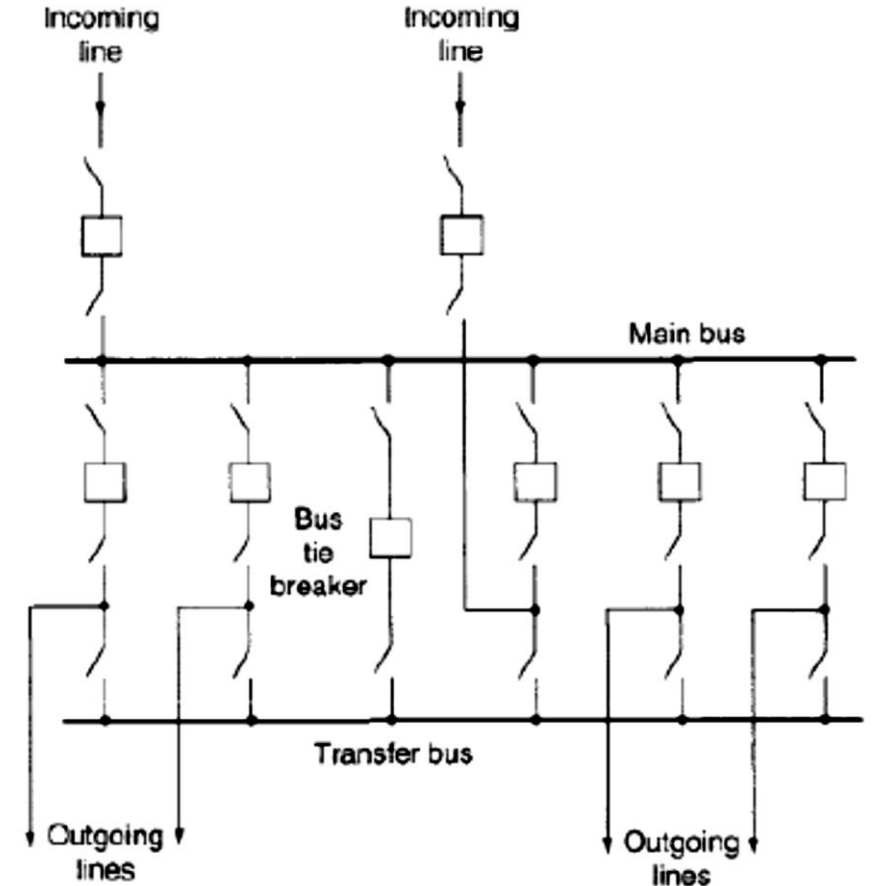 Incoming
line
Incoming
line
Main bus
Bus
tie
breaker
Transfer bus
Outgoing
lines
Outgoing
lines